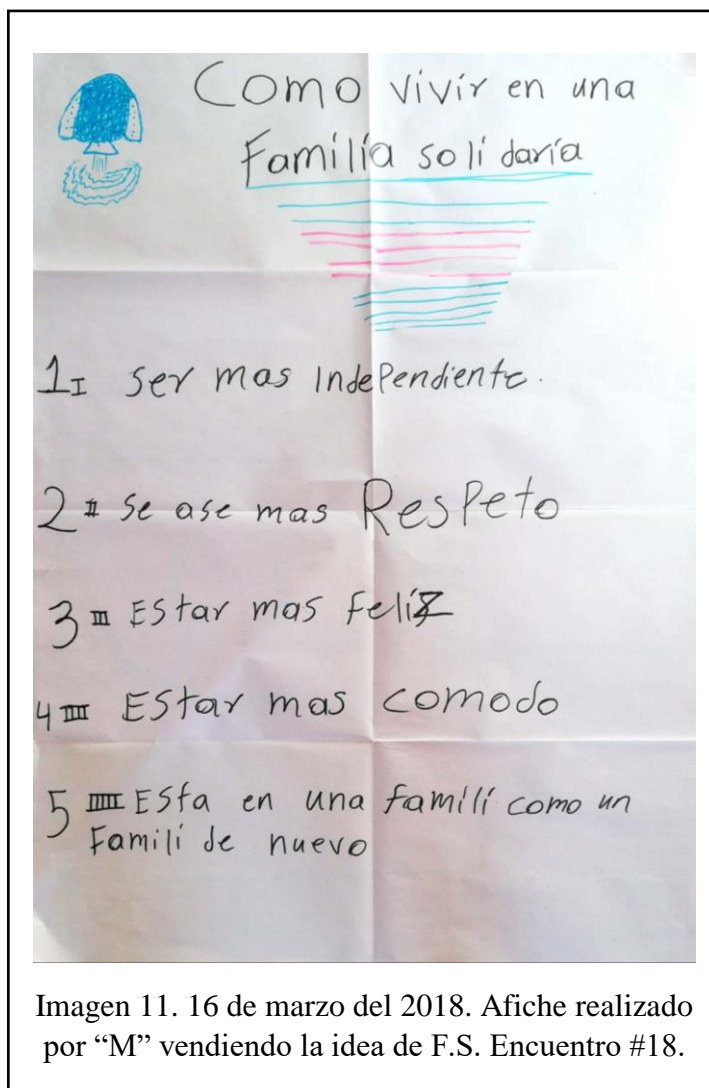 Como vivir en una
Familia solidaria
1 I ser mas Independiente.
2 II Se ase mas Respeto
3 III Estar mas feliz
4 IIII Estar más comodo
5 IIIII Esta en una famili como un
Famili de nuevo
Imagen 11. 16 de marzo del 2018. Afiche realizado
por “M” vendiendo la idea de F.S. Encuentro #18.